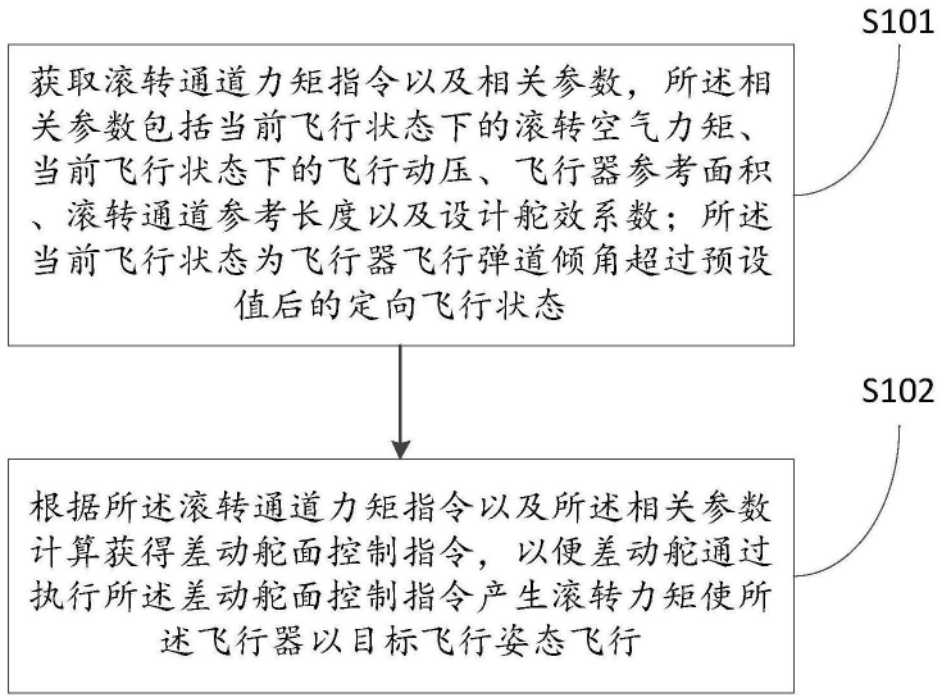 S101
获取滚转通道力矩指令以及相关参数，所述相
关参数包括当前飞行状态下的滚转空气力矩、
当前飞行状态下的飞行动压、飞行器参考面积
、滚转通道参考长度以及设计舵效系数；所述
当前飞行状态为飞行器飞行弹道倾角超过预设
值后的定向飞行状态
S102
根据所述滚转通道力矩指令以及所述相关参数
计算获得差动舵面控制指令，以便差动舵通过
执行所述差动舵面控制指令产生滚转力矩使所
述飞行器以目标飞行姿态飞行